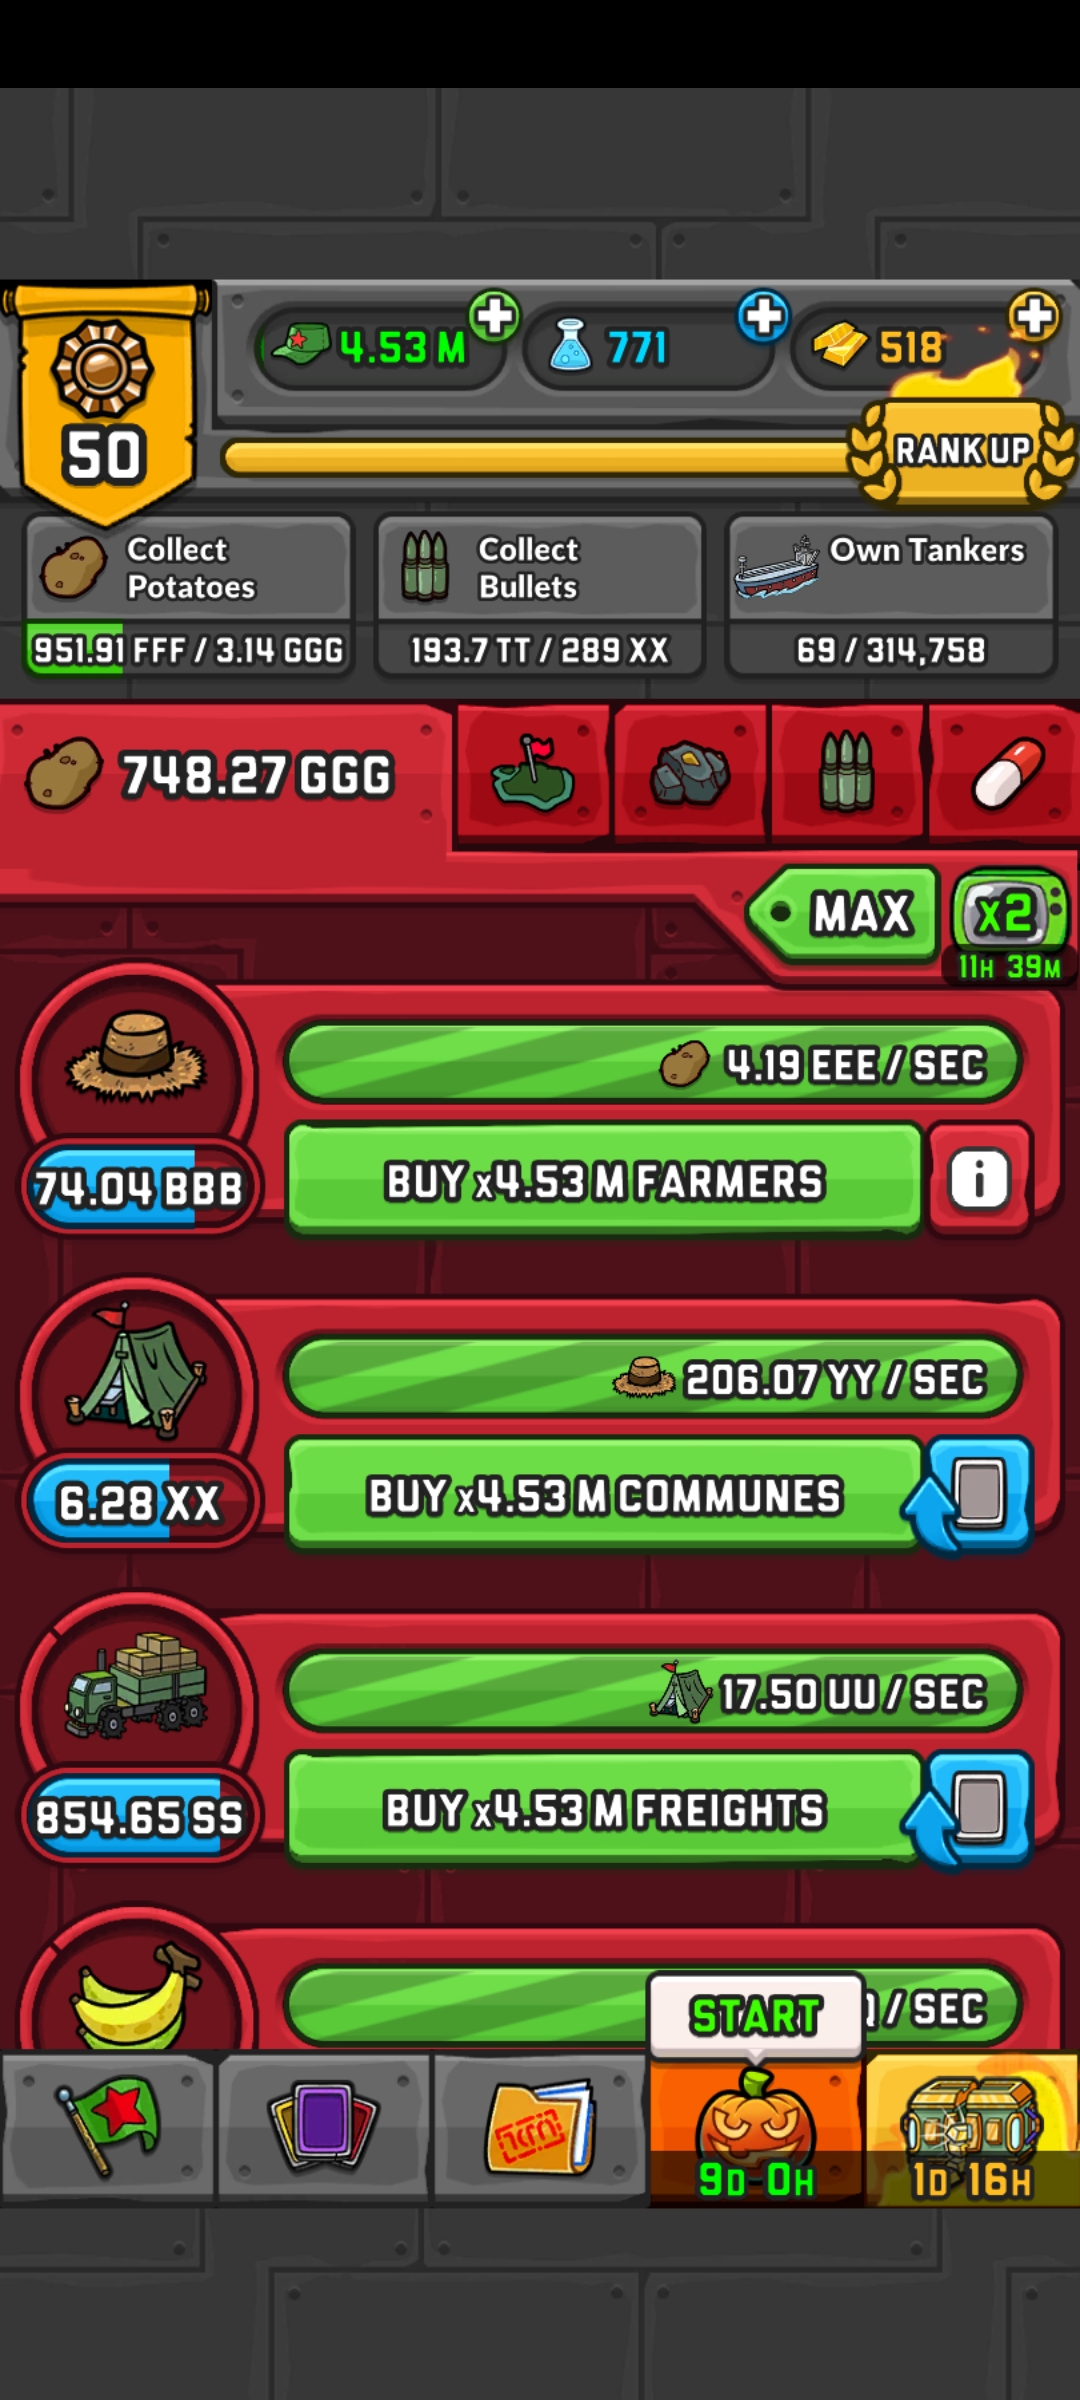 4.53 M
771
518
50
RANK UP
Collect
Potatoes
951.91 FFF / 3.14 GGG
Collect
Bullets
193.7 TT / 289 XX
Own Tankers
69 / 314,758
748.27 GGG
MAX
x2
11H 39M
4.19 EEE / SEC
74.04 BBB
BUY x4.53 M FARMERS
i
206.07 YY / SEC
6.28 XX
BUY x4.53 M COMMUNES
17.50 UU / SEC
854.65 SS
BUY x4.53 M FREIGHTS
/ SEC
START
9D 0H
1D 16H